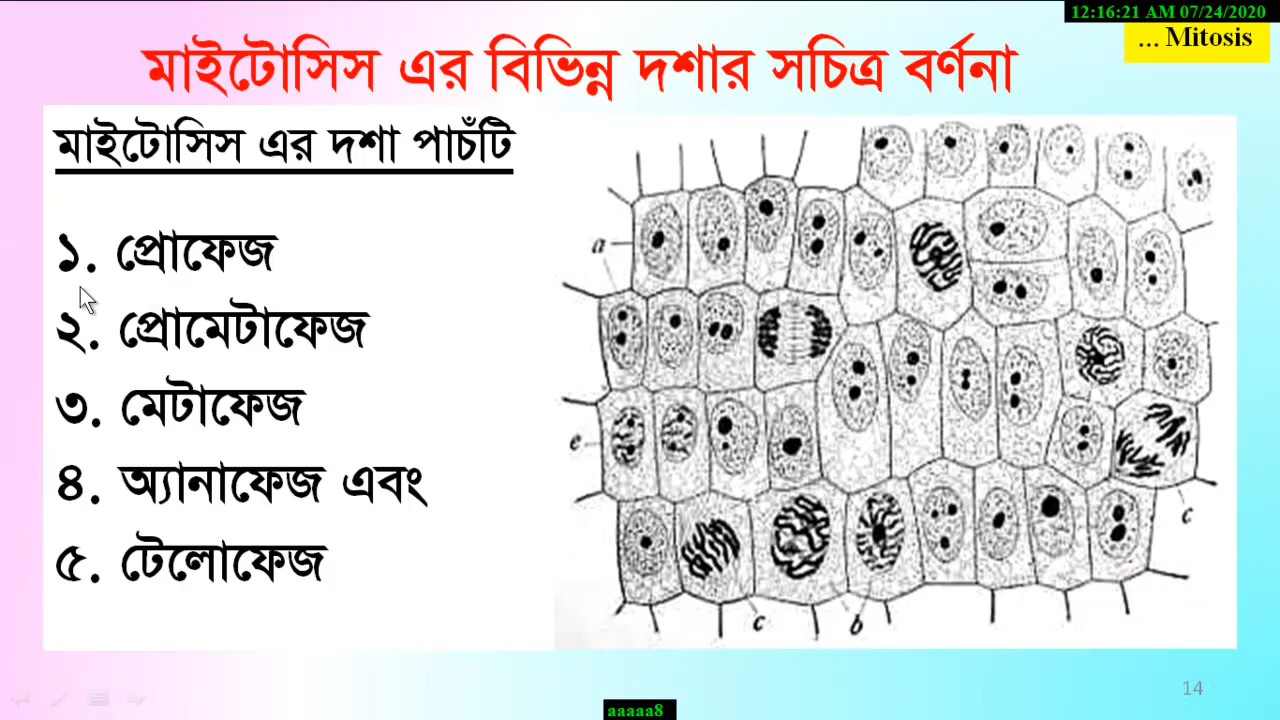 12:16:21 AM 07/24/2020
... Mitosis
মাইটোসিস এর বিভিন্ন দশার সচিত্র বর্ণনা
মাইটোসিস এর দশা পাচঁটি
১. প্রোফেজ
২. প্রোমেটাফেজ
৩. মেটাফেজ
৪. অ্যানাফেজ এবং
৫. টেলোফেজ
a
e
c
c
b
14
aaaaa8